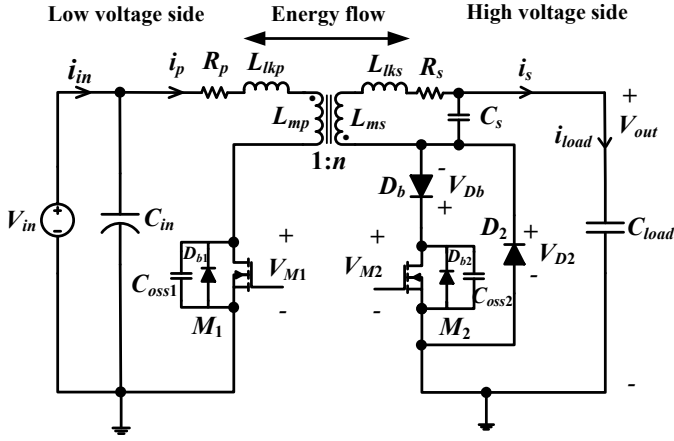 Low voltage side Energy flow High voltage side
i_in i_p R_p L_lkp L_lks R_s i_s
L_mp L_ms C_s + V_out
i_load
1:n
D_b - V_Db +
V_in + - C_in D_2 + V_D2 - C_load
C_oss1 D_b1 + V_M1 - + V_M2 - D_b2 C_oss2
M_1 M_2
-